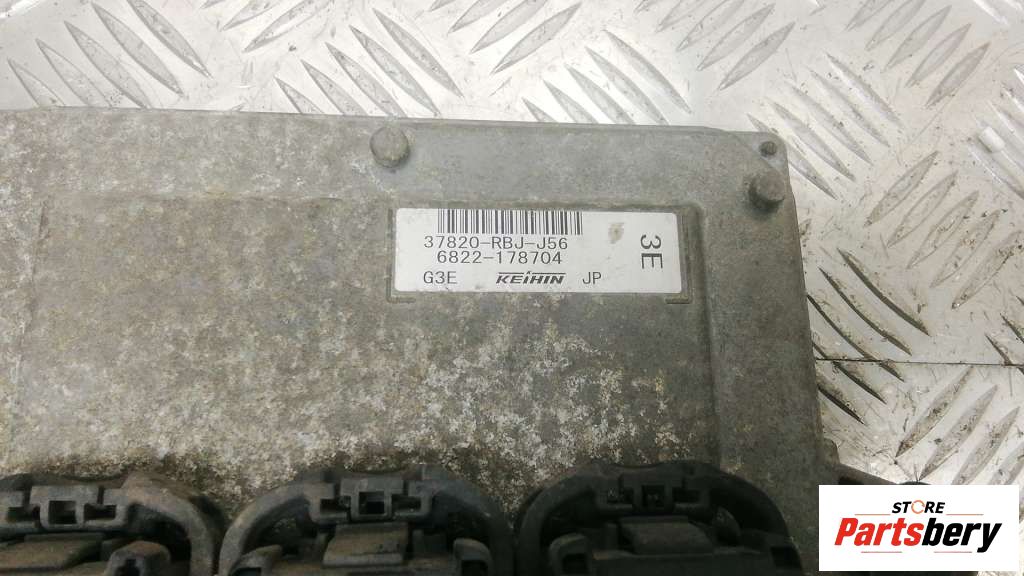 37820-RBJ-J56
6822-178704
G3E KEIHIN JP
3E
STORE
Partsbery